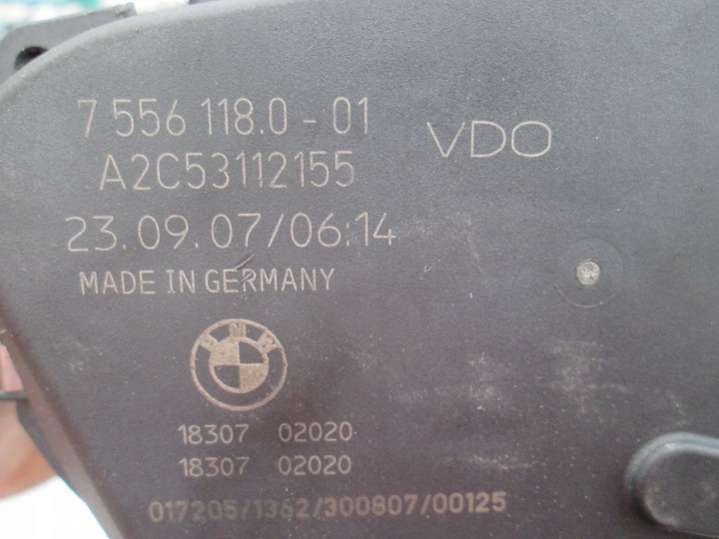 7 556 118.0 - 01
VDO
A2C53112155
23.09.07/06:14
MADE IN GERMANY
BMW
18307 02020
18307 02020
017205/1362/300807/00125